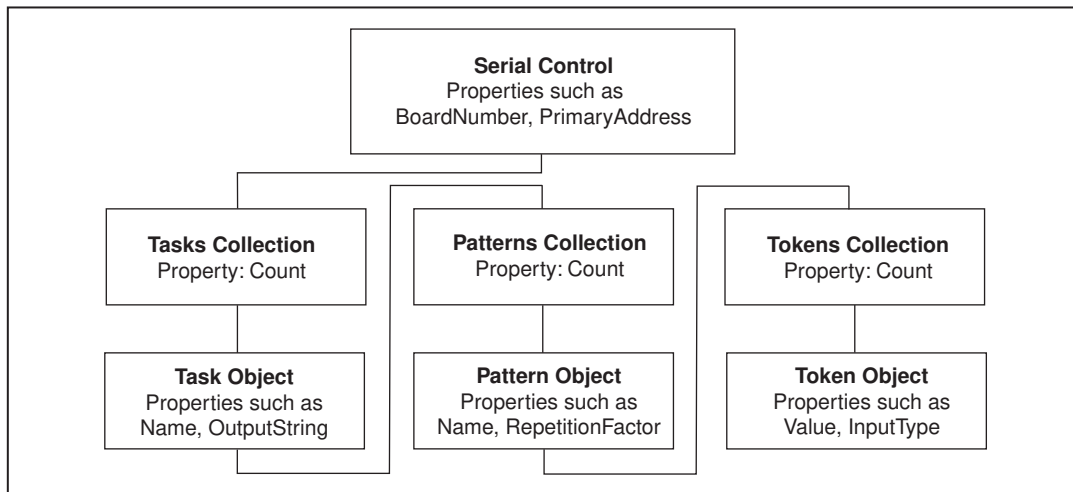 Serial Control
Properties such as
BoardNumber, PrimaryAddress
Tasks Collection
Property: Count
Patterns Collection
Property: Count
Tokens Collection
Property: Count
Task Object
Properties such as
Name, OutputString
Pattern Object
Properties such as
Name, RepetitionFactor
Token Object
Properties such as
Value, InputType